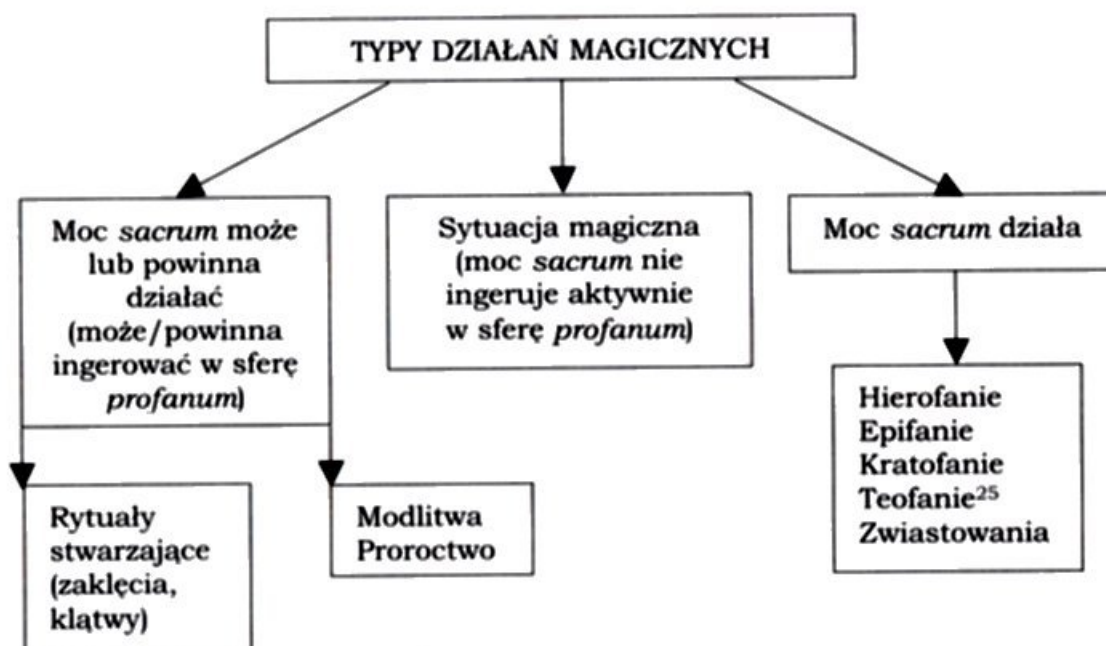 TYPY DZIAŁAŃ MAGICZNYCH
Moc sacrum może
lub powinna
działać
(może/powinna
ingerować w sferę
profanum)
Sytuacja magiczna
(moc sacrum nie
ingeruje aktywnie
w sferę profanum)
Moc sacrum działa
Rytuały
stwarzające
(zaklęcia,
klątwy)
Modlitwa
Proroctwo
Hierofanie
Epifanie
Kratofanie
Teofanie²⁵
Zwiastowania